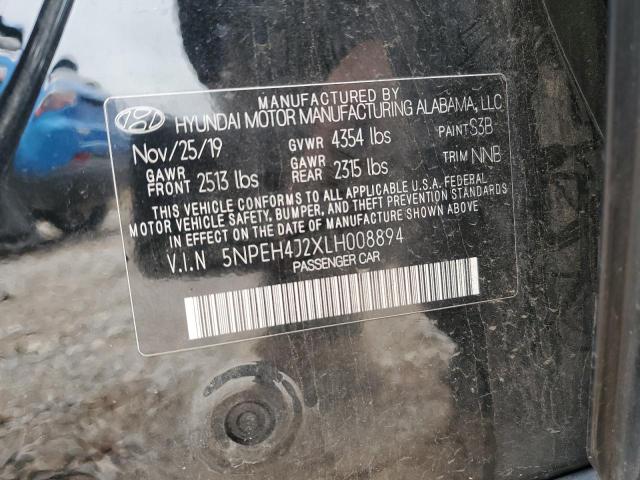 MANUFACTURED BY
HYUNDAI MOTOR MANUFACTURING ALABAMA, LLC
Nov/25/19 GVWR 4354 lbs PAINT S3B
GAWR FRONT 2513 lbs GAWR REAR 2315 lbs TRIM NNB
THIS VEHICLE CONFORMS TO ALL APPLICABLE U.S.A. FEDERAL
MOTOR VEHICLE SAFETY, BUMPER, AND THEFT PREVENTION STANDARDS
IN EFFECT ON THE DATE OF MANUFACTURE SHOWN ABOVE.
V.I.N 5NPEH4J2XLH008894
PASSENGER CAR